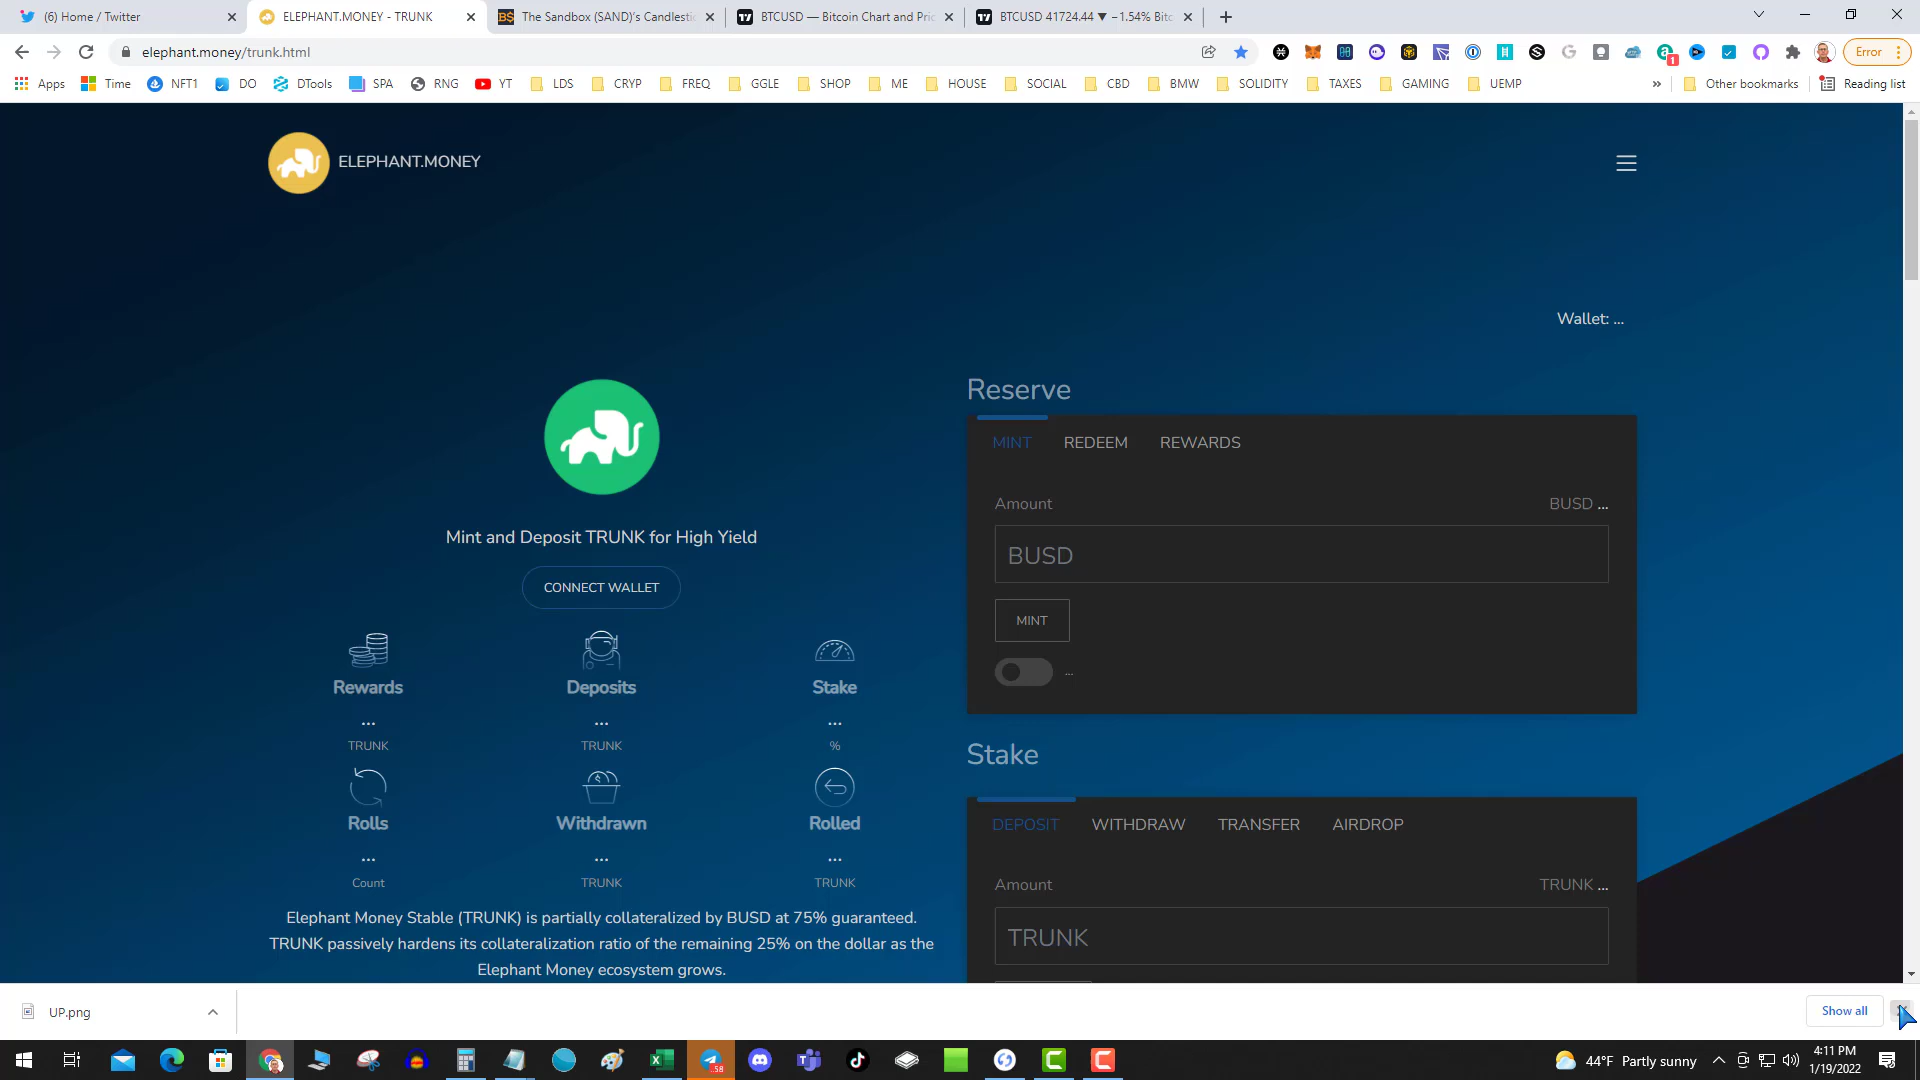 (6) Home / Twitter
ELEPHANT.MONEY - TRUNK
The Sandbox (SAND)'s Candlestic
BTCUSD — Bitcoin Chart and Pric
BTCUSD 41724.44 ▼ −1.54% Bitc
elephant.money/trunk.html
1
Error
Apps
Time
NFT1
DO
DTools
SPA
RNG
YT
LDS
CRYP
FREQ
GGLE
SHOP
ME
HOUSE
SOCIAL
CBD
BMW
SOLIDITY
TAXES
GAMING
UEMP
»
Other bookmarks
Reading list
ELEPHANT.MONEY
Wallet: ...
Mint and Deposit TRUNK for High Yield
CONNECT WALLET
Rewards
...
TRUNK
Deposits
...
TRUNK
Stake
...
%
Rolls
...
Count
Withdrawn
...
TRUNK
Rolled
...
TRUNK
Elephant Money Stable (TRUNK) is partially collateralized by BUSD at 75% guaranteed.
TRUNK passively hardens its collateralization ratio of the remaining 25% on the dollar as the
Elephant Money ecosystem grows.
Reserve
MINT REDEEM REWARDS
Amount BUSD ...
BUSD
MINT
...
Stake
DEPOSIT WITHDRAW TRANSFER AIRDROP
Amount TRUNK ...
TRUNK
UP.png
Show all
44°F Partly sunny
4:11 PM
1/19/2022